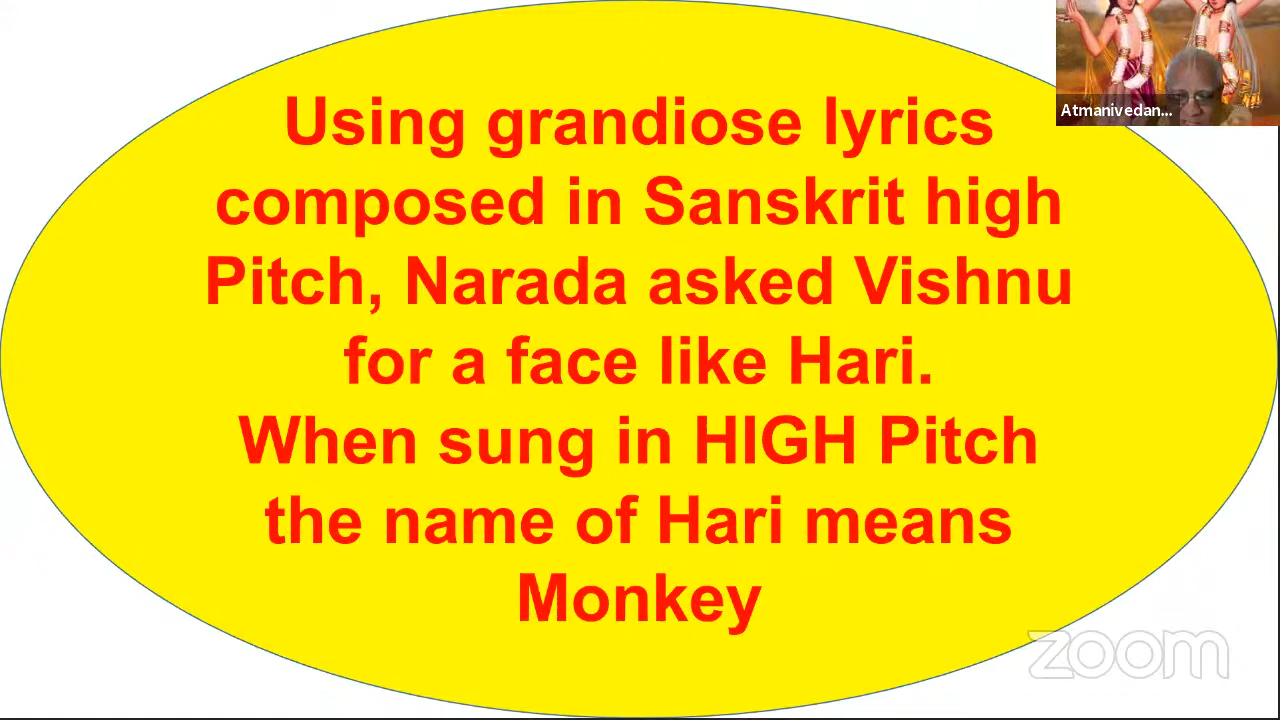 Using grandiose lyrics
composed in Sanskrit high
Pitch, Narada asked Vishnu
for a face like Hari.
When sung in HIGH Pitch
the name of Hari means
Monkey
Atmanivedan...
zoom